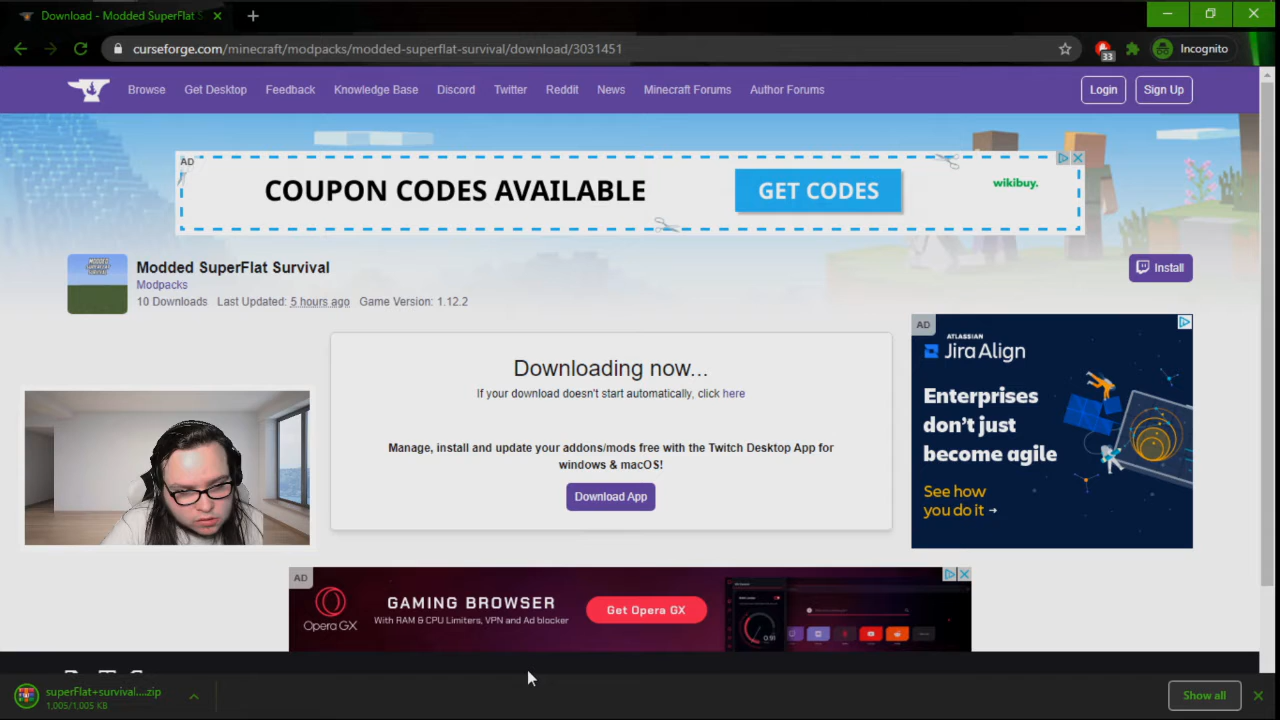 Download - Modded SuperFlat S
curseforge.com/minecraft/modpacks/modded-superflat-survival/download/3031451
33
Incognito
Browse Get Desktop Feedback Knowledge Base Discord Twitter Reddit News Minecraft Forums Author Forums Login Sign Up
AD
COUPON CODES AVAILABLE
GET CODES
wikibuy.
MODDED
SUPERFLAT
SURVIVAL
Modded SuperFlat Survival
Modpacks
10 Downloads Last Updated: 5 hours ago Game Version: 1.12.2
Install
Downloading now...
If your download doesn't start automatically, click here
Manage, install and update your addons/mods free with the Twitch Desktop App for
windows & macOS!
Download App
AD
ATLASSIAN
Jira Align
Enterprises
don't just
become agile
See how
you do it →
AD
Opera GX
GAMING BROWSER
With RAM & CPU Limiters, VPN and Ad blocker
Get Opera GX
superFlat+survival....zip
1,005/1,005 KB
Show all